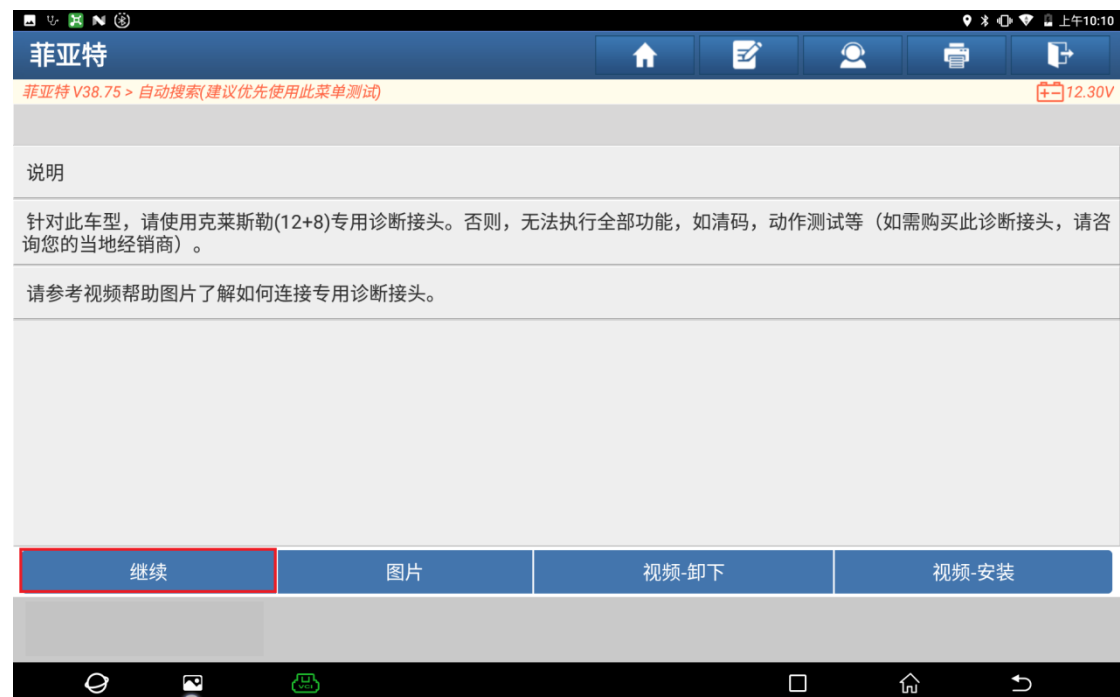 上午10:10
菲亚特
菲亚特 V38.75 > 自动搜索(建议优先使用此菜单测试)
12.30V
说明
针对此车型，请使用克莱斯勒(12+8)专用诊断接头。否则，无法执行全部功能，如清码，动作测试等（如需购买此诊断接头，请咨
询您的当地经销商）。
请参考视频帮助图片了解如何连接专用诊断接头。
继续
图片
视频-卸下
视频-安装
VCI